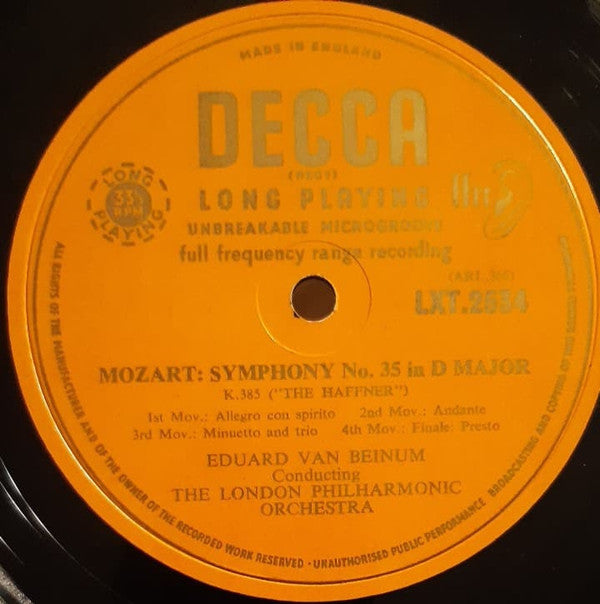 MADE IN ENGLAND
DECCA
(REGD)
LONG PLAYING
UNBREAKABLE MICROGROOVE
full frequency range recording
LONG
33⅓
RPM
PLAYING
ffrr
LXT.2534
MOZART: SYMPHONY No. 35 in D MAJOR
K.385 ("THE HAFFNER")
1st Mov.: Allegro con spirito 2nd Mov.: Andante
3rd Mov.: Minuetto and trio 4th Mov.: Finale: Presto
EDUARD VAN BEINUM
Conducting
THE LONDON PHILHARMONIC
ORCHESTRA
ALL RIGHTS OF THE MANUFACTURER AND OF THE OWNER OF THE RECORDED WORK RESERVED · UNAUTHORISED PUBLIC PERFORMANCE BROADCASTING AND COPYING OF THIS RECORD